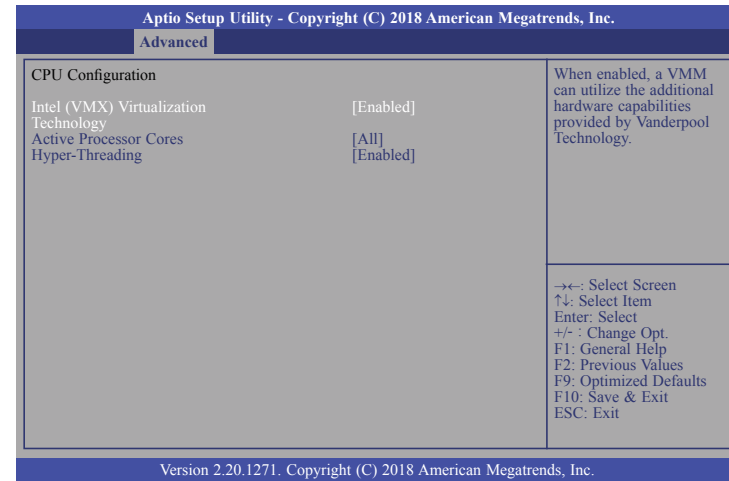 Aptio Setup Utility - Copyright (C) 2018 American Megatrends, Inc.
Advanced
CPU Configuration
Intel (VMX) Virtualization [Enabled]
Technology
Active Processor Cores [All]
Hyper-Threading [Enabled]
When enabled, a VMM
can utilize the additional
hardware capabilities
provided by Vanderpool
Technology.
→←: Select Screen
↑↓: Select Item
Enter: Select
+/- : Change Opt.
F1: General Help
F2: Previous Values
F9: Optimized Defaults
F10: Save & Exit
ESC: Exit
Version 2.20.1271. Copyright (C) 2018 American Megatrends, Inc.